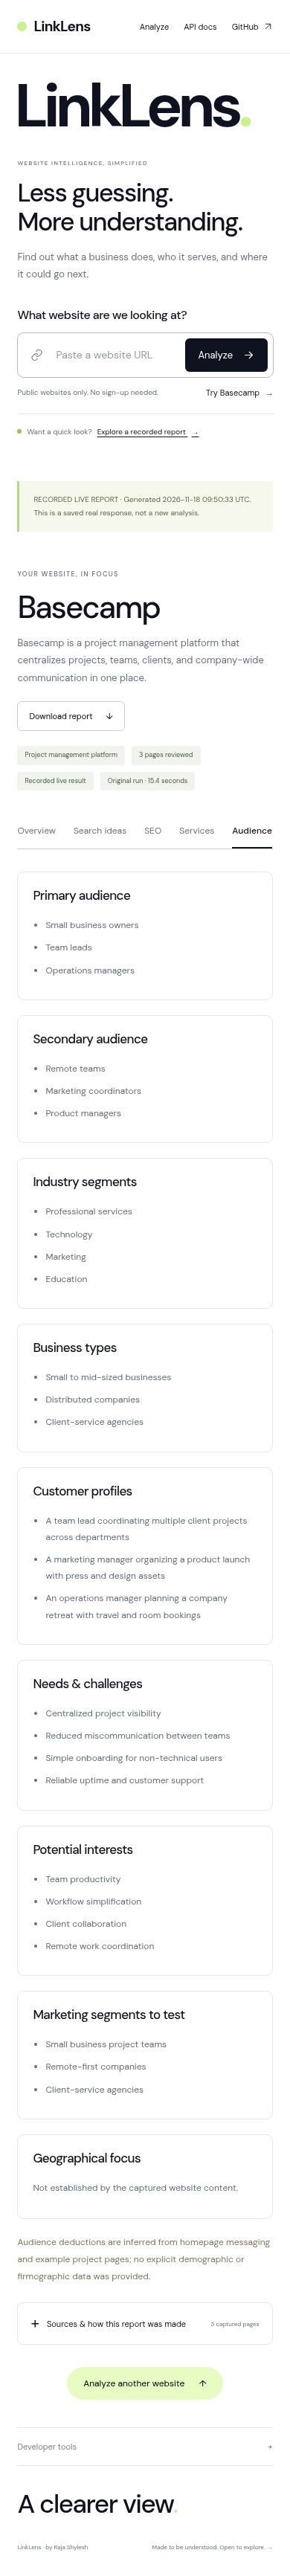 LinkLens
Analyze API docs GitHub ↗
LinkLens.
WEBSITE INTELLIGENCE, SIMPLIFIED
Less guessing.
More understanding.
Find out what a business does, who it serves, and where
it could go next.
What website are we looking at?
Paste a website URL
Analyze →
Public websites only. No sign-up needed.
Try Basecamp →
Want a quick look? Explore a recorded report →
RECORDED LIVE REPORT · Generated 2026-11-18 09:50:33 UTC.
This is a saved real response, not a new analysis.
YOUR WEBSITE, IN FOCUS
Basecamp
Basecamp is a project management platform that
centralizes projects, teams, clients, and company-wide
communication in one place.
Download report ↓
Project management platform
3 pages reviewed
Recorded live result
Original run · 15.4 seconds
Overview Search ideas SEO Services Audience
Primary audience
• Small business owners
• Team leads
• Operations managers
Secondary audience
• Remote teams
• Marketing coordinators
• Product managers
Industry segments
• Professional services
• Technology
• Marketing
• Education
Business types
• Small to mid-sized businesses
• Distributed companies
• Client-service agencies
Customer profiles
• A team lead coordinating multiple client projects
across departments
• A marketing manager organizing a product launch
with press and design assets
• An operations manager planning a company
retreat with travel and room bookings
Needs & challenges
• Centralized project visibility
• Reduced miscommunication between teams
• Simple onboarding for non-technical users
• Reliable uptime and customer support
Potential interests
• Team productivity
• Workflow simplification
• Client collaboration
• Remote work coordination
Marketing segments to test
• Small business project teams
• Remote-first companies
• Client-service agencies
Geographical focus
Not established by the captured website content.
Audience deductions are inferred from homepage messaging
and example project pages; no explicit demographic or
firmographic data was provided.
+ Sources & how this report was made
3 captured pages
Analyze another website ↑
Developer tools +
A clearer view.
LinkLens · by Raja Shylesh
Made to be understood. Open to explore. →